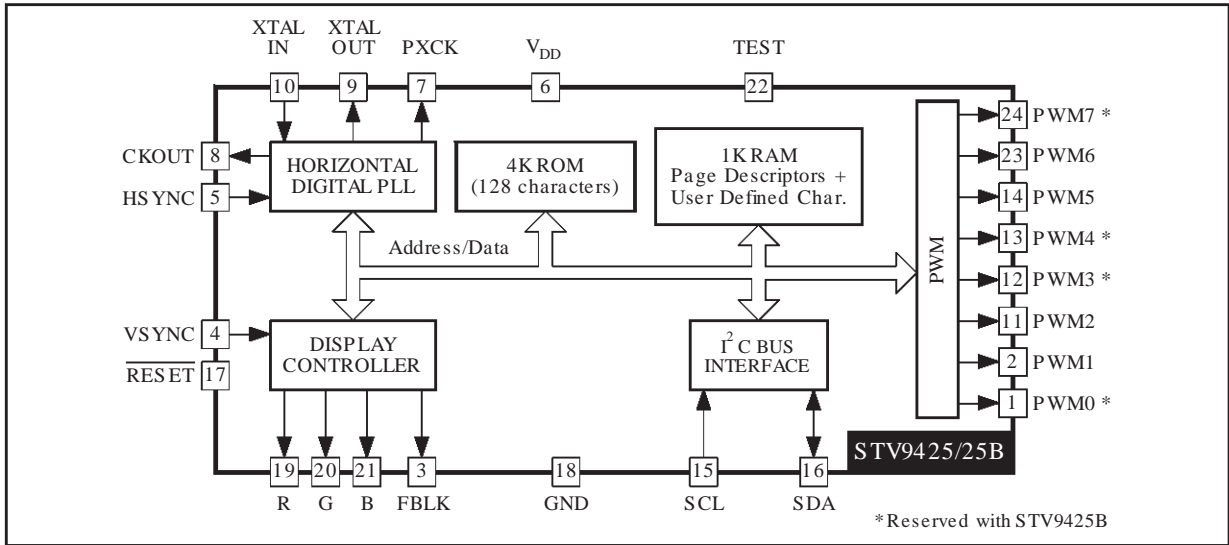 XTAL IN
XTAL OUT
PXCK
VDD
TEST
10
9
7
6
22
CKOUT
8
HSYNC
5
HORIZONTAL
DIGITAL PLL
4K ROM
(128 characters)
1K RAM
Page Descriptors +
User Defined Char.
Address/Data
PWM
24
PWM7 *
23
PWM6
14
PWM5
13
PWM4 *
12
PWM3 *
11
PWM2
2
PWM1
1
PWM0 *
VSYNC
4
RESET
17
DISPLAY
CONTROLLER
I2C BUS
INTERFACE
STV9425/25B
19
20
21
3
18
15
16
R
G
B
FBLK
GND
SCL
SDA
* Reserved with STV9425B